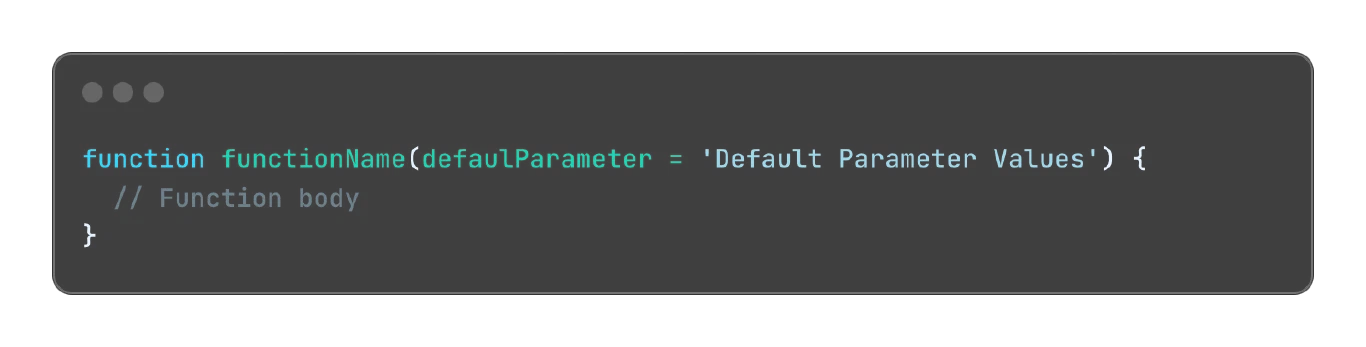 function functionName(defaulParameter = 'Default Parameter Values') {
  // Function body
}